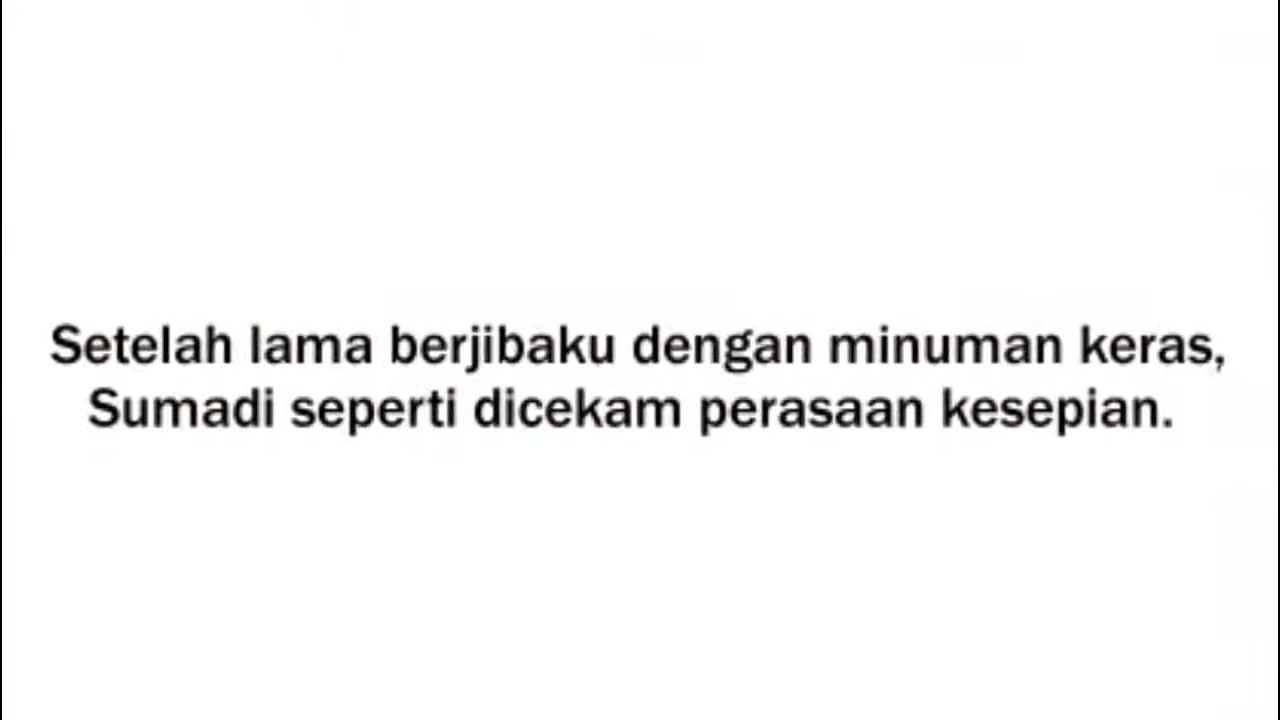 Setelah lama berjibaku dengan minuman keras,
Sumadi seperti dicekam perasaan kesepian.